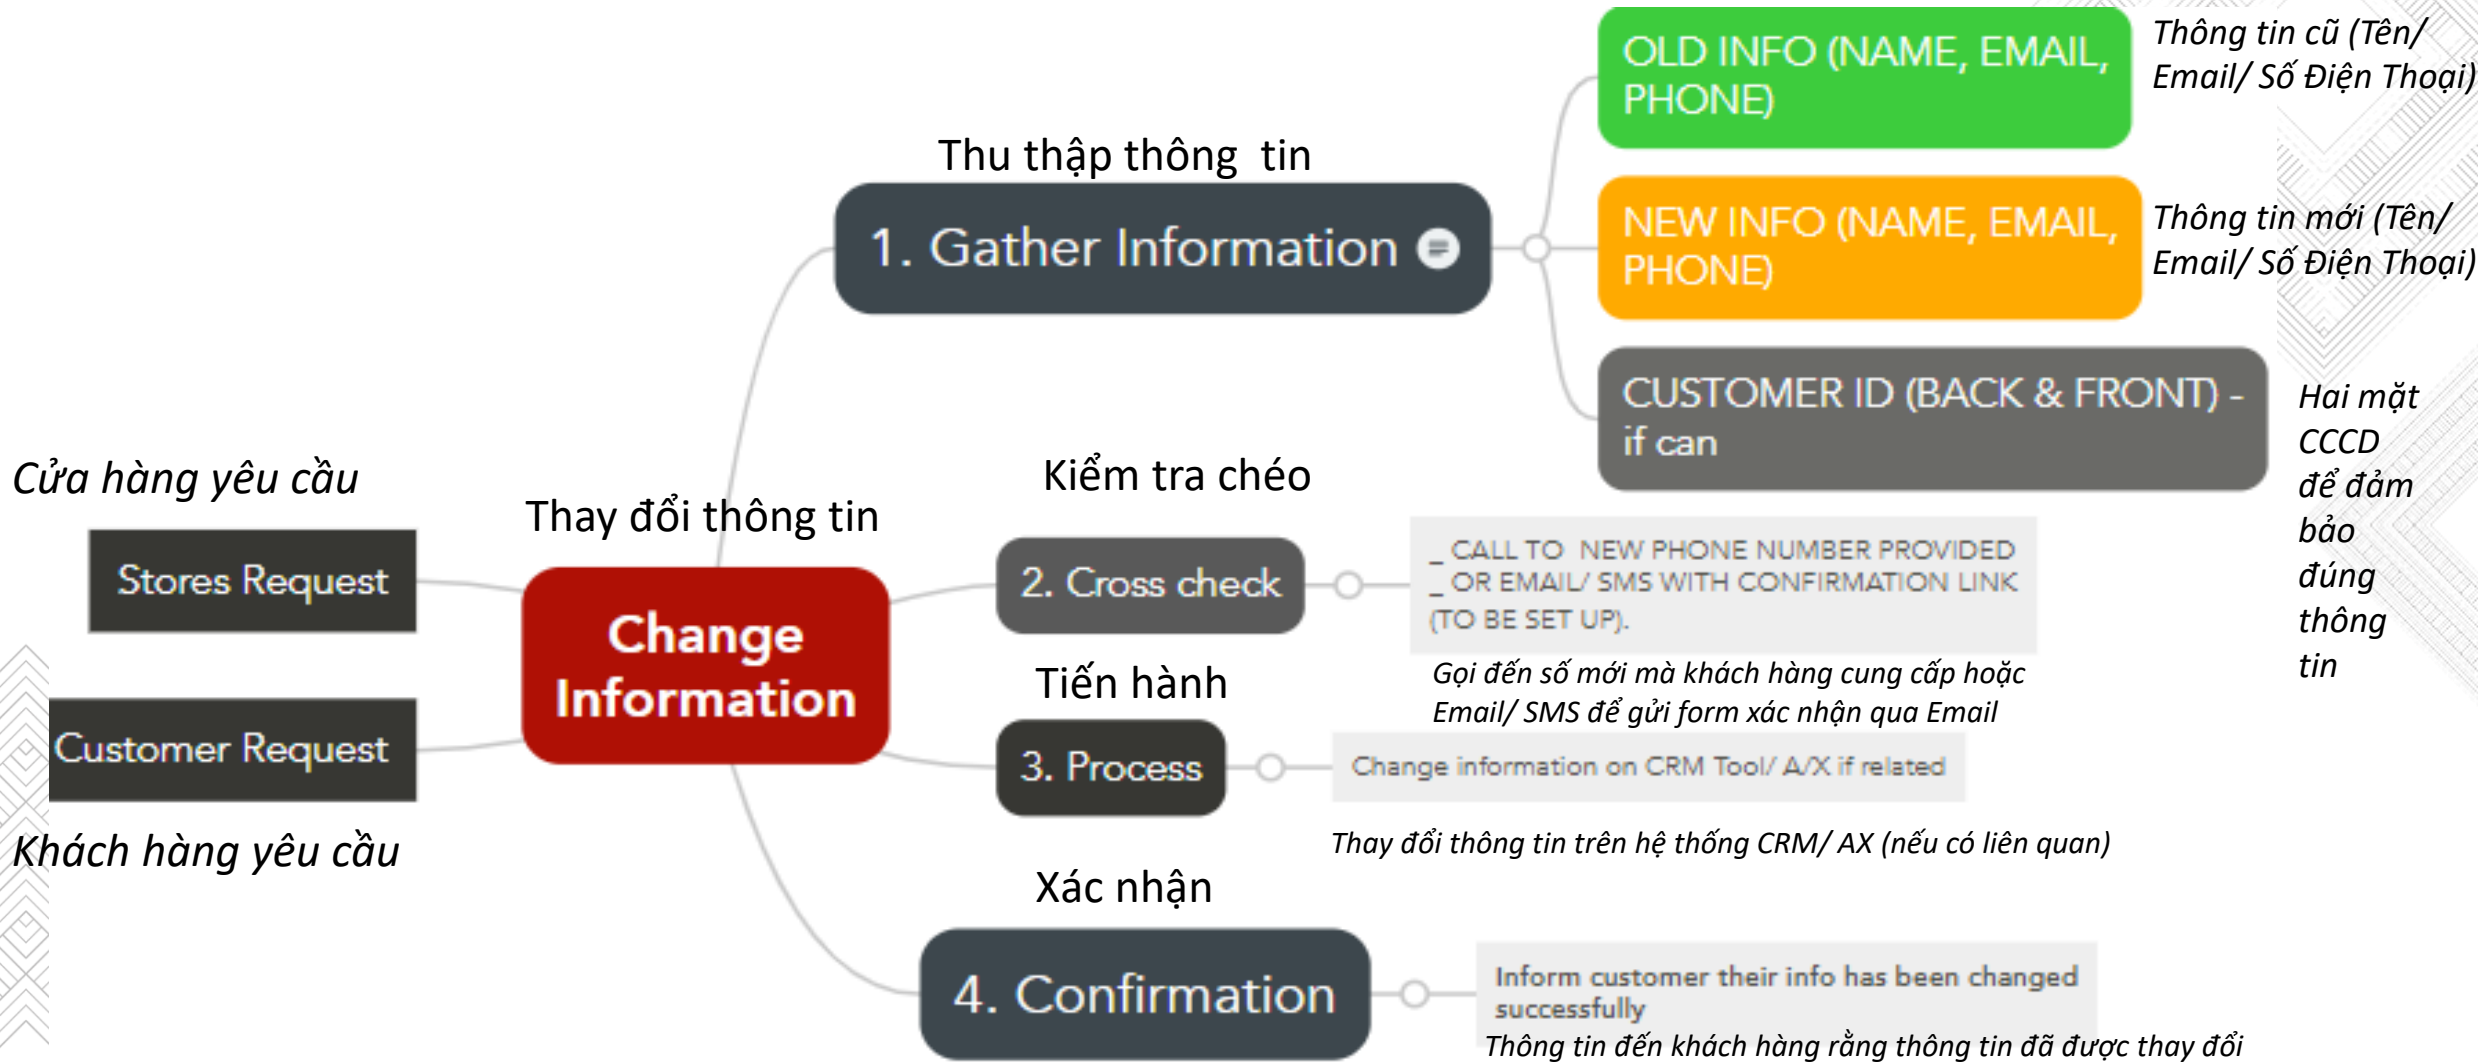 Cửa hàng yêu cầu
Stores Request
Customer Request
Khách hàng yêu cầu
Thay đổi thông tin
Change
Information
Thu thập thông tin
1. Gather Information
OLD INFO (NAME, EMAIL,
PHONE)
Thông tin cũ (Tên/
Email/ Số Điện Thoại)
NEW INFO (NAME, EMAIL,
PHONE)
Thông tin mới (Tên/
Email/ Số Điện Thoại)
CUSTOMER ID (BACK & FRONT) -
if can
Hai mặt
CCCD
để đảm
bảo
đúng
thông
tin
Kiểm tra chéo
2. Cross check
_ CALL TO NEW PHONE NUMBER PROVIDED
_ OR EMAIL/ SMS WITH CONFIRMATION LINK
(TO BE SET UP).
Gọi đến số mới mà khách hàng cung cấp hoặc
Email/ SMS để gửi form xác nhận qua Email
Tiến hành
3. Process
Change information on CRM Tool/ A/X if related
Thay đổi thông tin trên hệ thống CRM/ AX (nếu có liên quan)
Xác nhận
4. Confirmation
Inform customer their info has been changed
successfully
Thông tin đến khách hàng rằng thông tin đã được thay đổi